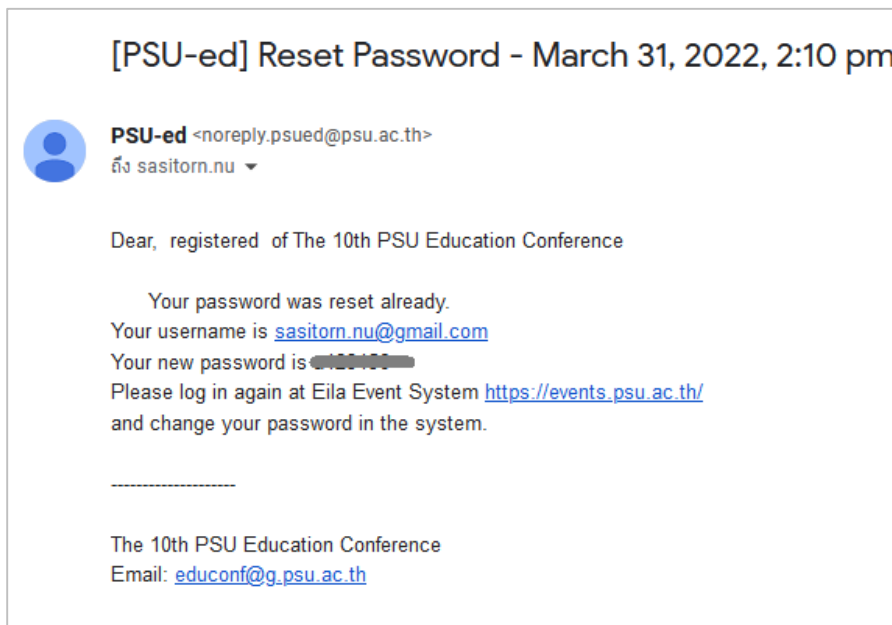 [PSU-ed] Reset Password - March 31, 2022, 2:10 pm
PSU-ed <noreply.psued@psu.ac.th>
ถึง sasitorn.nu
Dear, registered of The 10th PSU Education Conference
Your password was reset already.
Your username is sasitorn.nu@gmail.com
Your new password is
Please log in again at Eila Event System https://events.psu.ac.th/
and change your password in the system.
--------------------
The 10th PSU Education Conference
Email: educonf@g.psu.ac.th